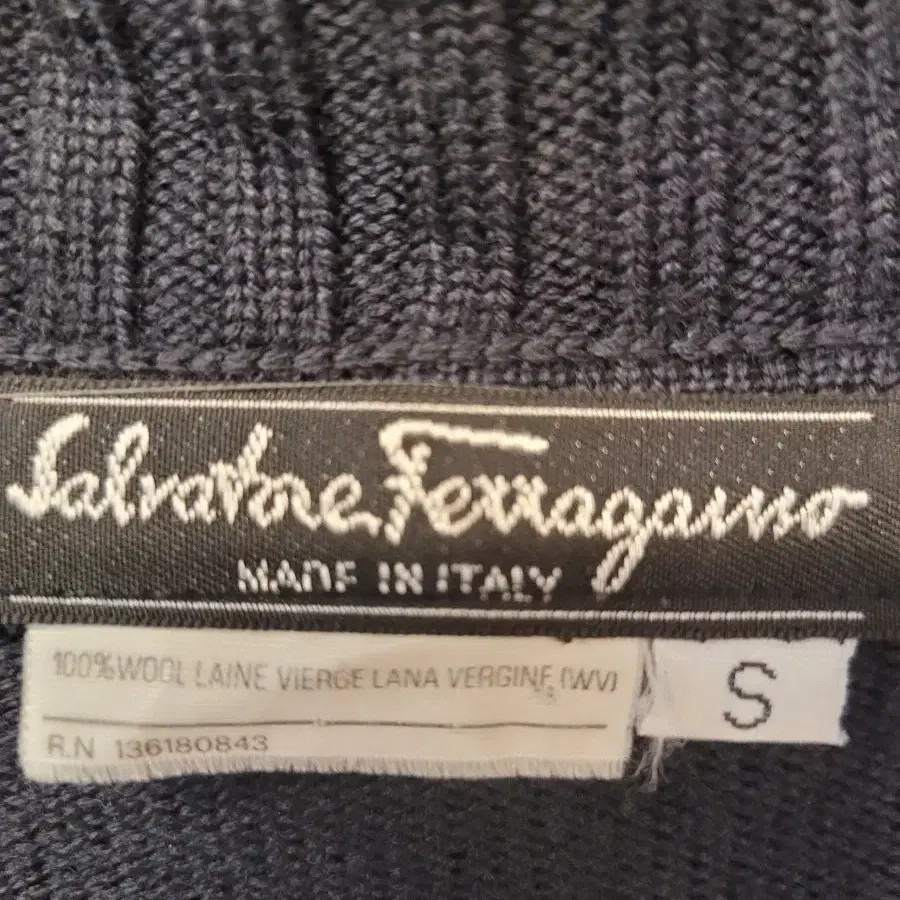 Salvatore Ferragamo
MADE IN ITALY
100% WOOL LAINE VIERGE LANA VERGINE (WV)
R.N 136180843
S